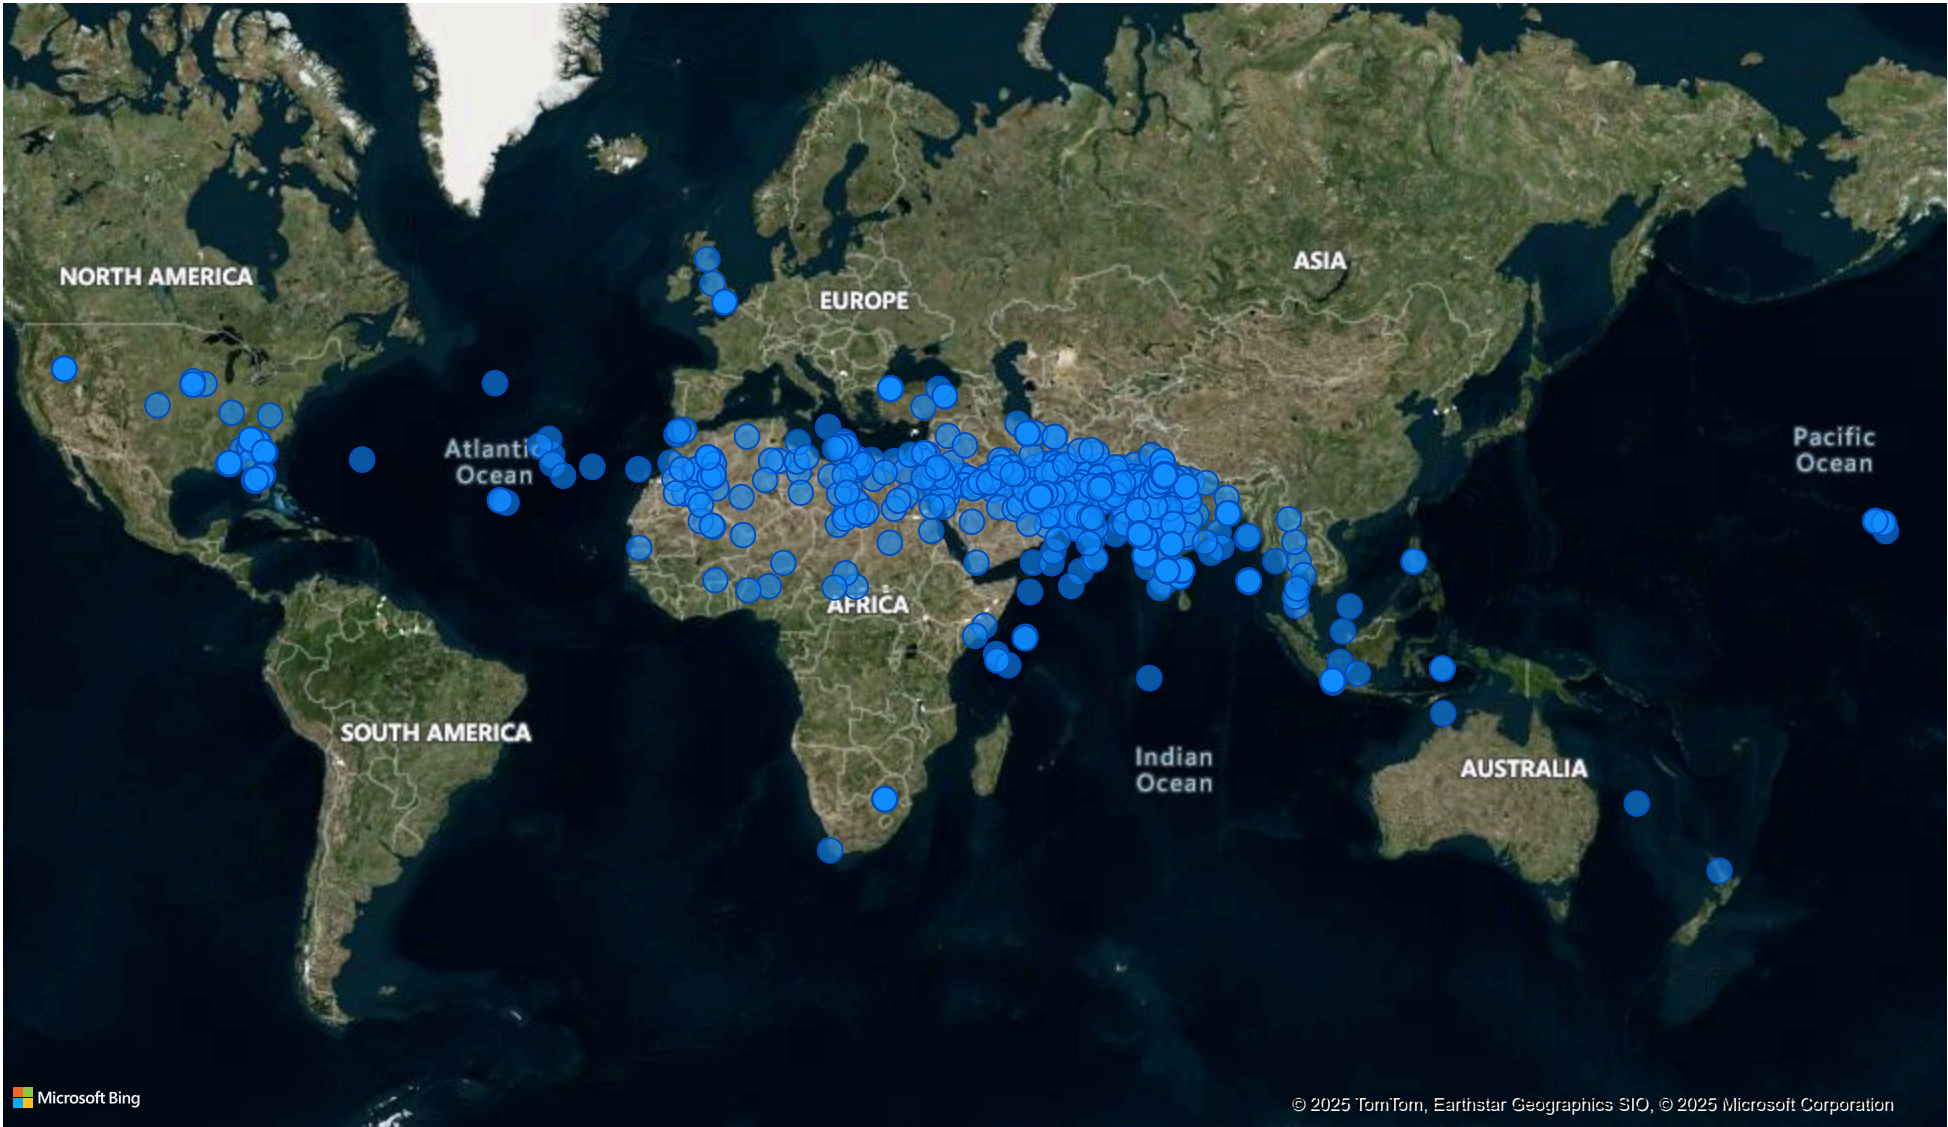 NORTH AMERICA
ASIA
EUROPE
Atlantic
Ocean
Pacific
Ocean
AFRICA
SOUTH AMERICA
Indian
Ocean
AUSTRALIA
Microsoft Bing
© 2025 TomTom, Earthstar Geographics SIO, © 2025 Microsoft Corporation